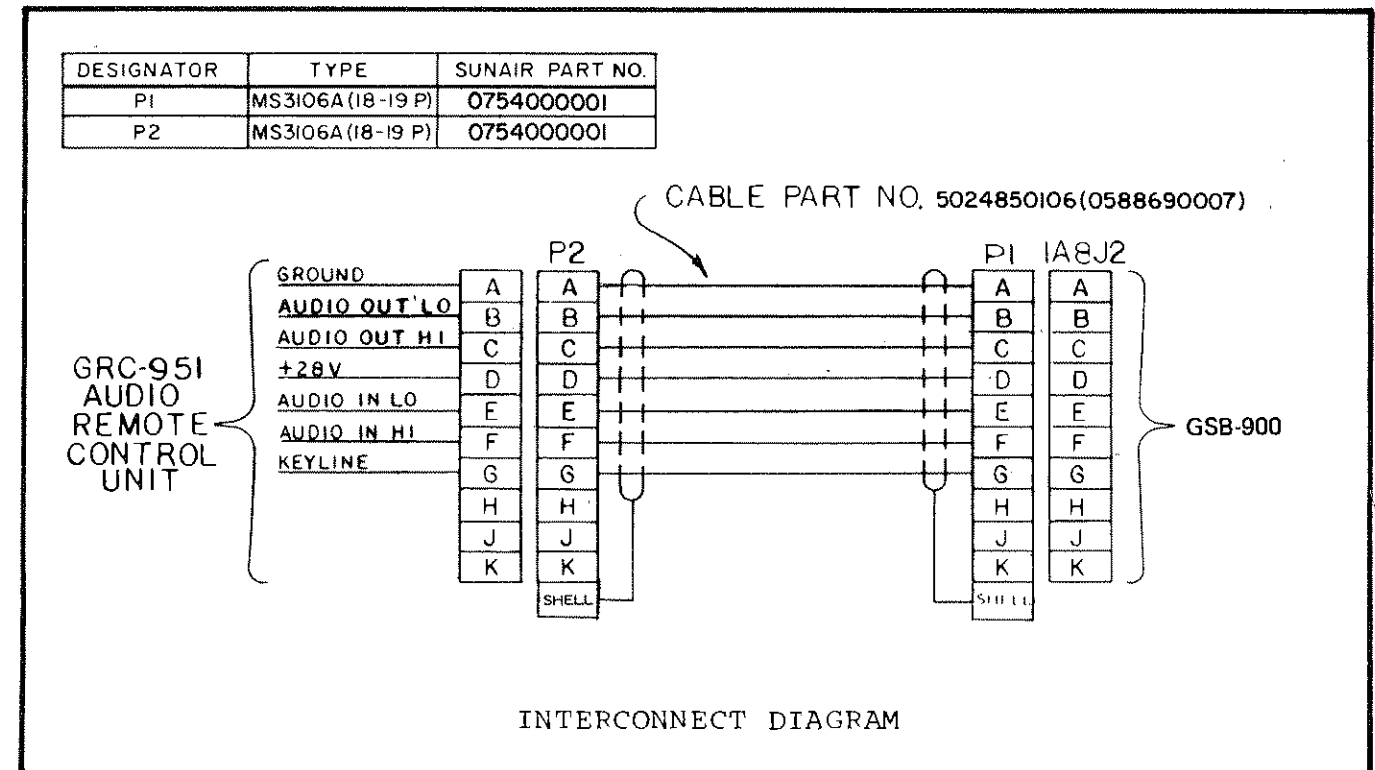 DESIGNATOR TYPE SUNAIR PART NO.
P1 MS3106A (18-19 P) 0754000001
P2 MS3106A (18-19 P) 0754000001
CABLE PART NO. 5024850106(0588690007)
P2 P1 1A8J2
GROUND A A A A
AUDIO OUT LO B B B B
AUDIO OUT HI C C C C
+28V D D D D
AUDIO IN LO E E E E
AUDIO IN HI F F F F
KEYLINE G G G G
H H H H
J J J J
K K K K
SHELL SHELL
GRC-951
AUDIO
REMOTE
CONTROL
UNIT
GSB-900
INTERCONNECT DIAGRAM